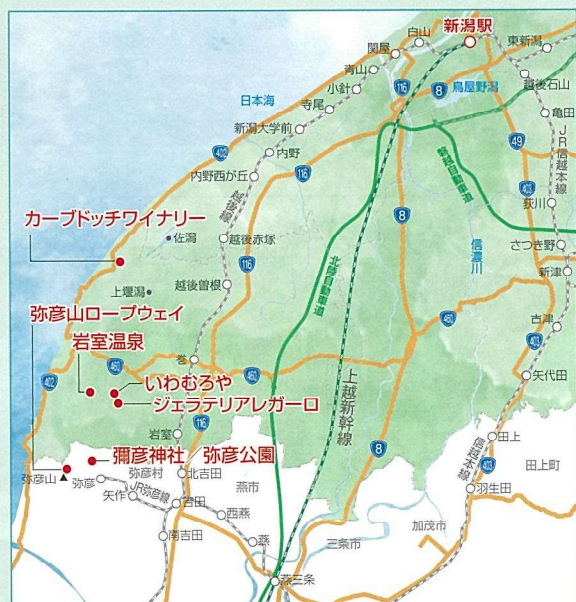 新潟駅
白山
関屋
東新潟
青山
116
8
鳥屋野潟
越後石山
小針
日本海
寺尾
亀田
新潟大学前
JR信越本線
49
402
内野
116
磐越自動車道
403
内野西が丘
越後線
荻川
カーブドッチワイナリー
佐潟
越後赤塚
8
信濃川
さつき野
116
北陸自動車道
新津
上堰潟
越後曽根
弥彦山ロープウェイ
460
古津
403
岩室温泉
巻
460
460
矢代田
402
いわむろや
ジェラテリアレガーロ
上越新幹線
116
岩室
8
田上
彌彦神社 弥彦公園
信越本線
403
田上町
弥彦山
弥彦
弥彦村
北吉田
燕市
JR弥彦線
矢作
吉田
羽生田
西燕
加茂市
南吉田
燕
三条市
燕三条